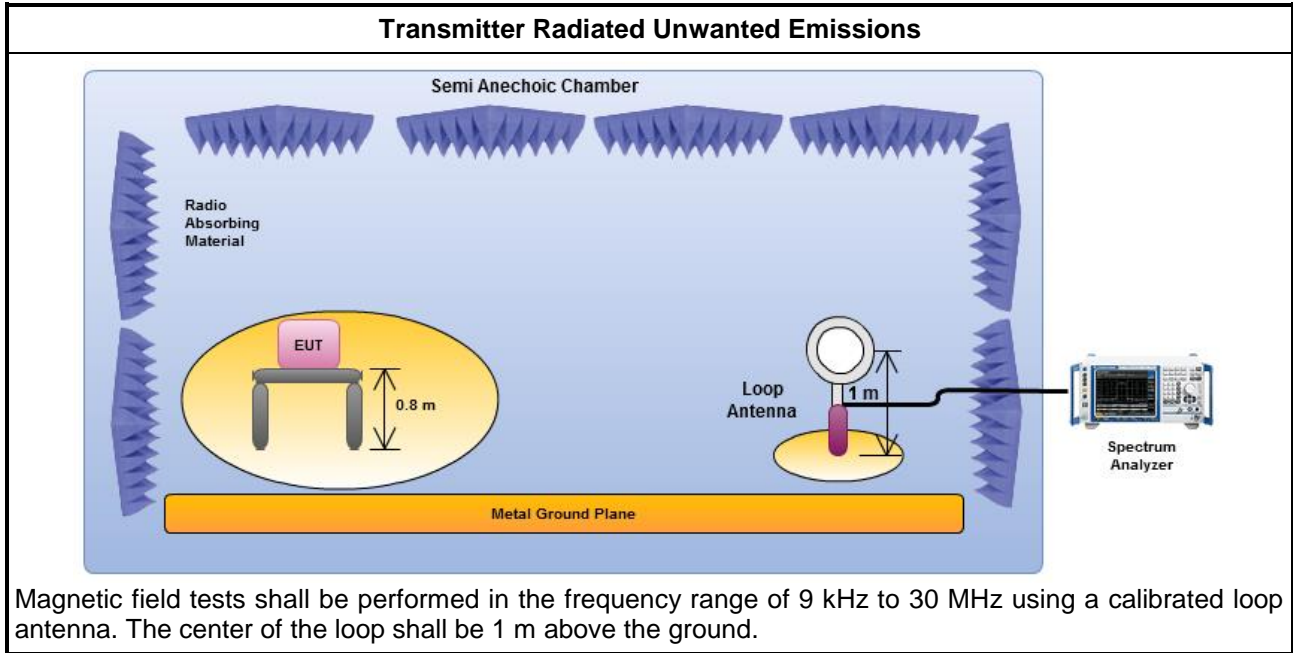 Transmitter Radiated Unwanted Emissions
Semi Anechoic Chamber
Radio
Absorbing
Material
EUT
0.8 m
Loop
Antenna
1 m
Spectrum
Analyzer
Metal Ground Plane
Magnetic field tests shall be performed in the frequency range of 9 kHz to 30 MHz using a calibrated loop
antenna. The center of the loop shall be 1 m above the ground.